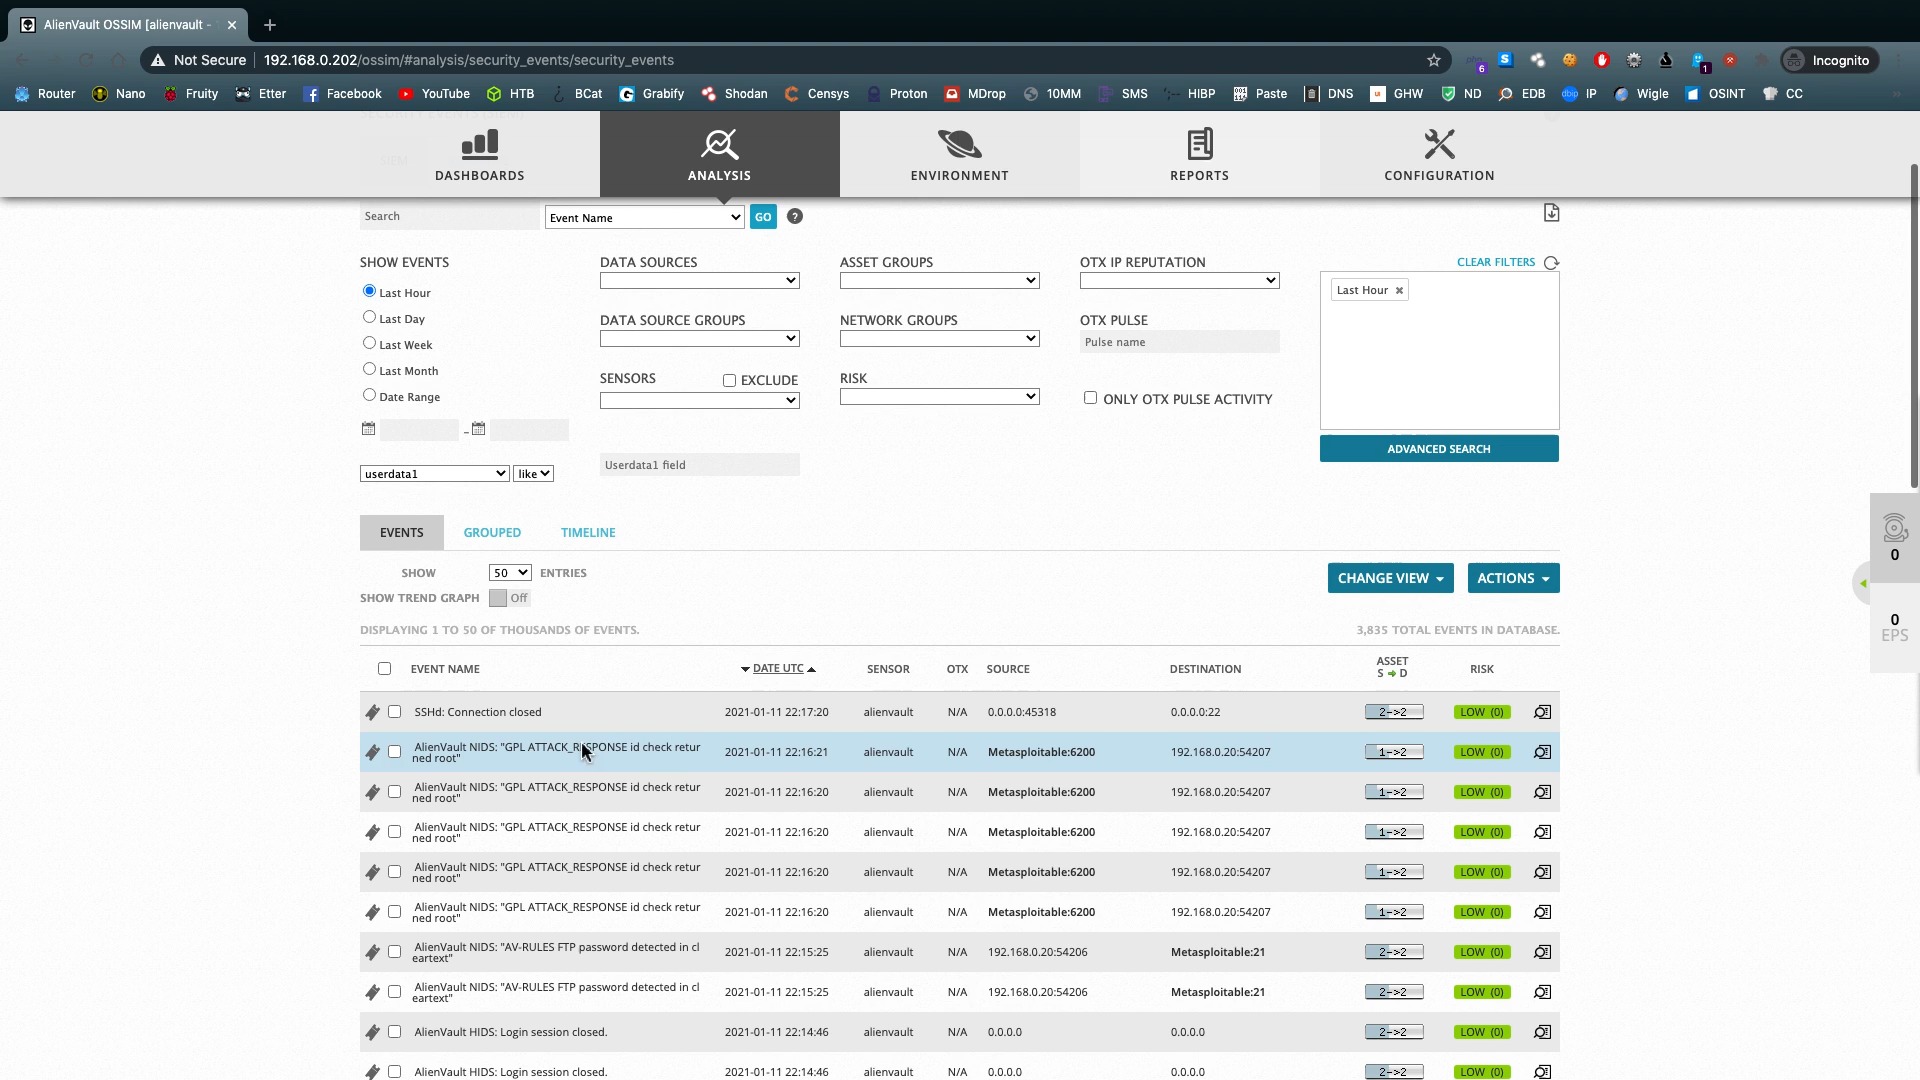 AlienVault OSSIM [alienvault -
Not Secure 192.168.0.202/ossim/#analysis/security_events/security_events
6
1
Incognito
Router Nano Fruity Etter Facebook YouTube HTB BCat Grabify Shodan Censys Proton MDrop 10MM SMS HIBP Paste DNS GHW ND EDB IP Wigle OSINT CC
DASHBOARDS ANALYSIS ENVIRONMENT REPORTS CONFIGURATION
Search Event Name GO ?
SHOW EVENTS DATA SOURCES ASSET GROUPS OTX IP REPUTATION CLEAR FILTERS
Last Hour
Last Hour
Last Day DATA SOURCE GROUPS NETWORK GROUPS OTX PULSE
Last Week Pulse name
Last Month SENSORS EXCLUDE RISK
Date Range ONLY OTX PULSE ACTIVITY
-
ADVANCED SEARCH
userdata1 like Userdata1 field
EVENTS GROUPED TIMELINE
0
SHOW 50 ENTRIES CHANGE VIEW ACTIONS
SHOW TREND GRAPH Off
0
EPS
DISPLAYING 1 TO 50 OF THOUSANDS OF EVENTS. 3,835 TOTAL EVENTS IN DATABASE.
EVENT NAME DATE UTC SENSOR OTX SOURCE DESTINATION ASSET S D RISK
SSHd: Connection closed 2021-01-11 22:17:20 alienvault N/A 0.0.0.0:45318 0.0.0.0:22 2->2 LOW (0)
AlienVault NIDS: "GPL ATTACK_RESPONSE id check retur
ned root" 2021-01-11 22:16:21 alienvault N/A Metasploitable:6200 192.168.0.20:54207 1->2 LOW (0)
AlienVault NIDS: "GPL ATTACK_RESPONSE id check retur
ned root" 2021-01-11 22:16:20 alienvault N/A Metasploitable:6200 192.168.0.20:54207 1->2 LOW (0)
AlienVault NIDS: "GPL ATTACK_RESPONSE id check retur
ned root" 2021-01-11 22:16:20 alienvault N/A Metasploitable:6200 192.168.0.20:54207 1->2 LOW (0)
AlienVault NIDS: "GPL ATTACK_RESPONSE id check retur
ned root" 2021-01-11 22:16:20 alienvault N/A Metasploitable:6200 192.168.0.20:54207 1->2 LOW (0)
AlienVault NIDS: "GPL ATTACK_RESPONSE id check retur
ned root" 2021-01-11 22:16:20 alienvault N/A Metasploitable:6200 192.168.0.20:54207 1->2 LOW (0)
AlienVault NIDS: "AV-RULES FTP password detected in cl
eartext" 2021-01-11 22:15:25 alienvault N/A 192.168.0.20:54206 Metasploitable:21 2->2 LOW (0)
AlienVault NIDS: "AV-RULES FTP password detected in cl
eartext" 2021-01-11 22:15:25 alienvault N/A 192.168.0.20:54206 Metasploitable:21 2->2 LOW (0)
AlienVault HIDS: Login session closed. 2021-01-11 22:14:46 alienvault N/A 0.0.0.0 0.0.0.0 2->2 LOW (0)
AlienVault HIDS: Login session closed. 2021-01-11 22:14:46 alienvault N/A 0.0.0.0 0.0.0.0 2->2 LOW (0)